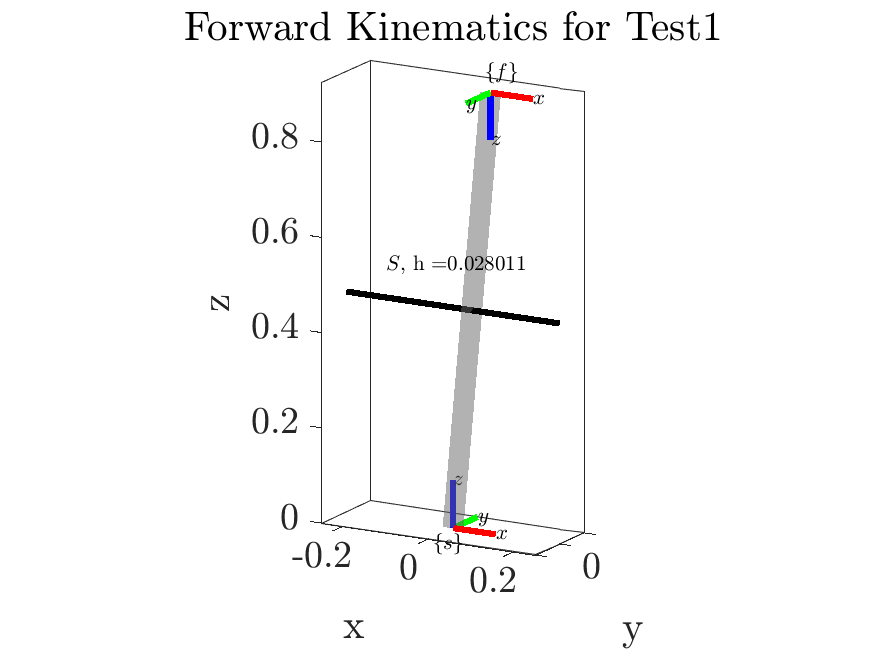 Forward Kinematics for Test1
{f}
y
x
z
0.8
0.6
S, h =0.028011
z
0.4
0.2
z
y
0
x
{s}
-0.2
0
0.2
0
x
y